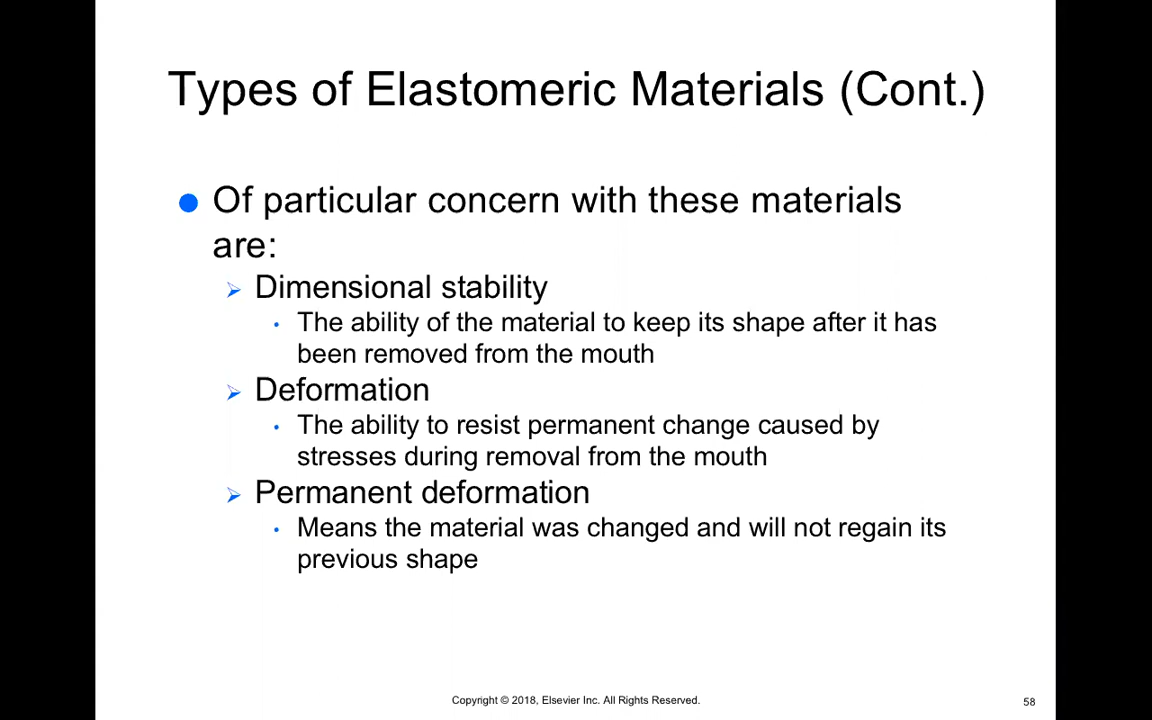 Types of Elastomeric Materials (Cont.)
Of particular concern with these materials
are:
Dimensional stability
The ability of the material to keep its shape after it has
been removed from the mouth
Deformation
The ability to resist permanent change caused by
stresses during removal from the mouth
Permanent deformation
Means the material was changed and will not regain its
previous shape
Copyright © 2018, Elsevier Inc. All Rights Reserved.
58